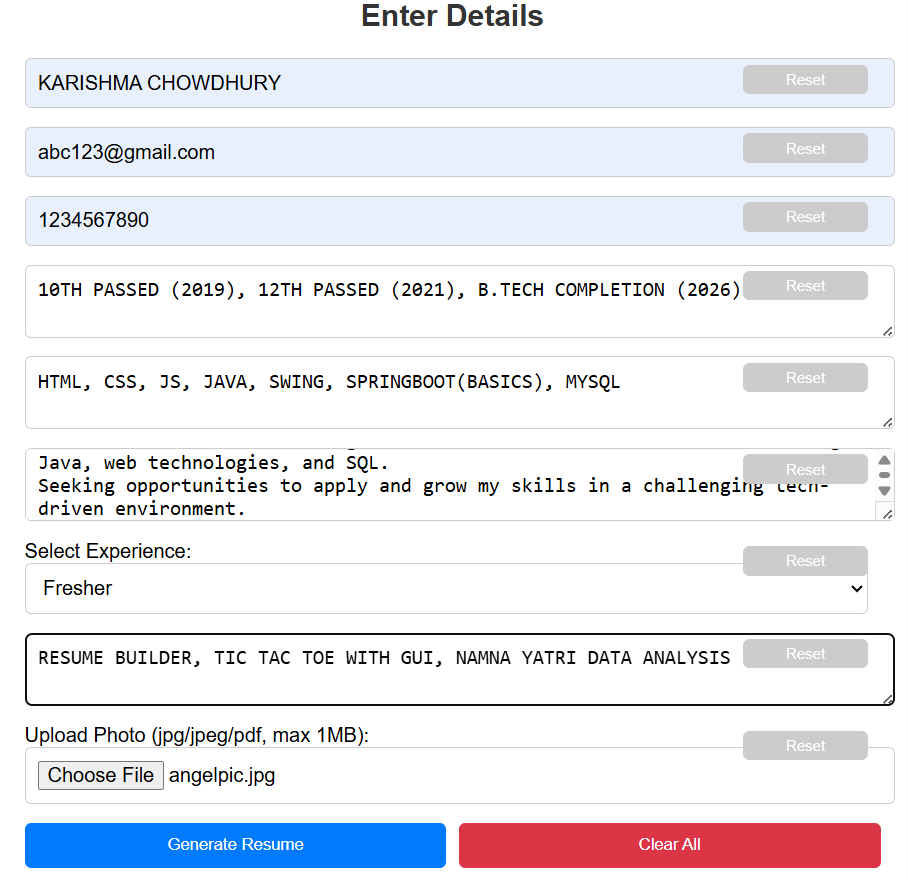 Enter Details
KARISHMA CHOWDHURY Reset
abc123@gmail.com Reset
1234567890 Reset
10TH PASSED (2019), 12TH PASSED (2021), B.TECH COMPLETION (2026) Reset
HTML, CSS, JS, JAVA, SWING, SPRINGBOOT(BASICS), MYSQL Reset
Java, web technologies, and SQL. Reset
Seeking opportunities to apply and grow my skills in a challenging tech-
driven environment.
Select Experience: Reset
Fresher
RESUME BUILDER, TIC TAC TOE WITH GUI, NAMNA YATRI DATA ANALYSIS Reset
Upload Photo (jpg/jpeg/pdf, max 1MB): Reset
Choose File angelpic.jpg
Generate Resume Clear All